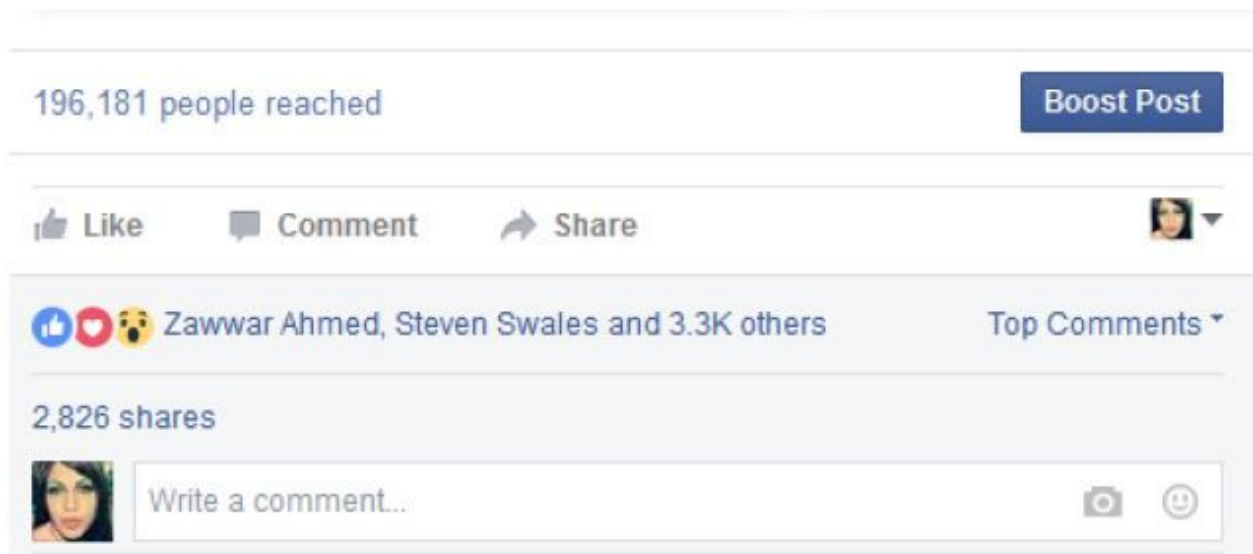 196,181 people reached
Boost Post
Like Comment Share
Zawwar Ahmed, Steven Swales and 3.3K others
Top Comments
2,826 shares
Write a comment...